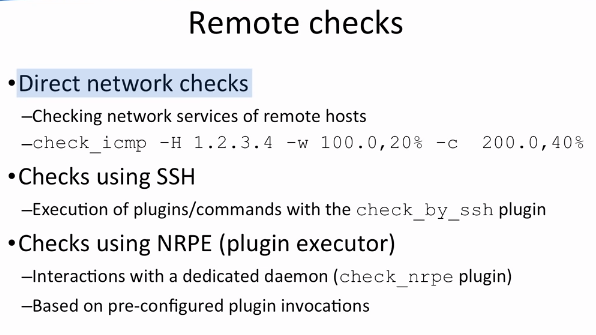 Remote checks
•Direct network checks
–Checking network services of remote hosts
–check_icmp -H 1.2.3.4 -w 100.0,20% -c  200.0,40%
•Checks using SSH
–Execution of plugins/commands with the check_by_ssh plugin
•Checks using NRPE (plugin executor)
–Interactions with a dedicated daemon (check_nrpe plugin)
–Based on pre-configured plugin invocations